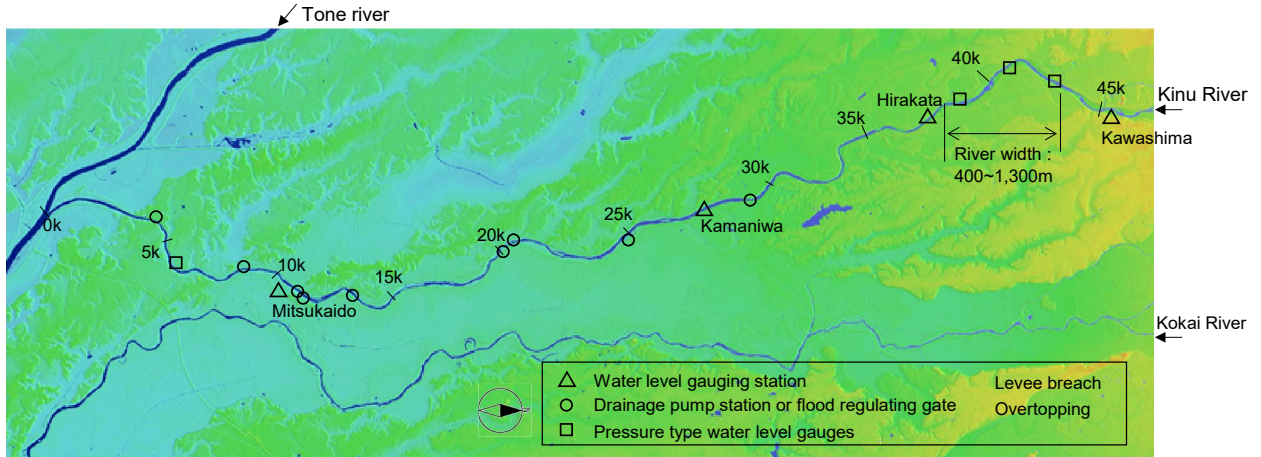 Tone river
40k
45k
Kinu River
Hirakata
35k
Kawashima
River width :
400~1,300m
30k
0k
25k
Kamaniwa
5k
20k
10k
15k
Mitsukaido
Kokai River
Water level gauging station
Levee breach
Drainage pump station or flood regulating gate
Overtopping
Pressure type water level gauges